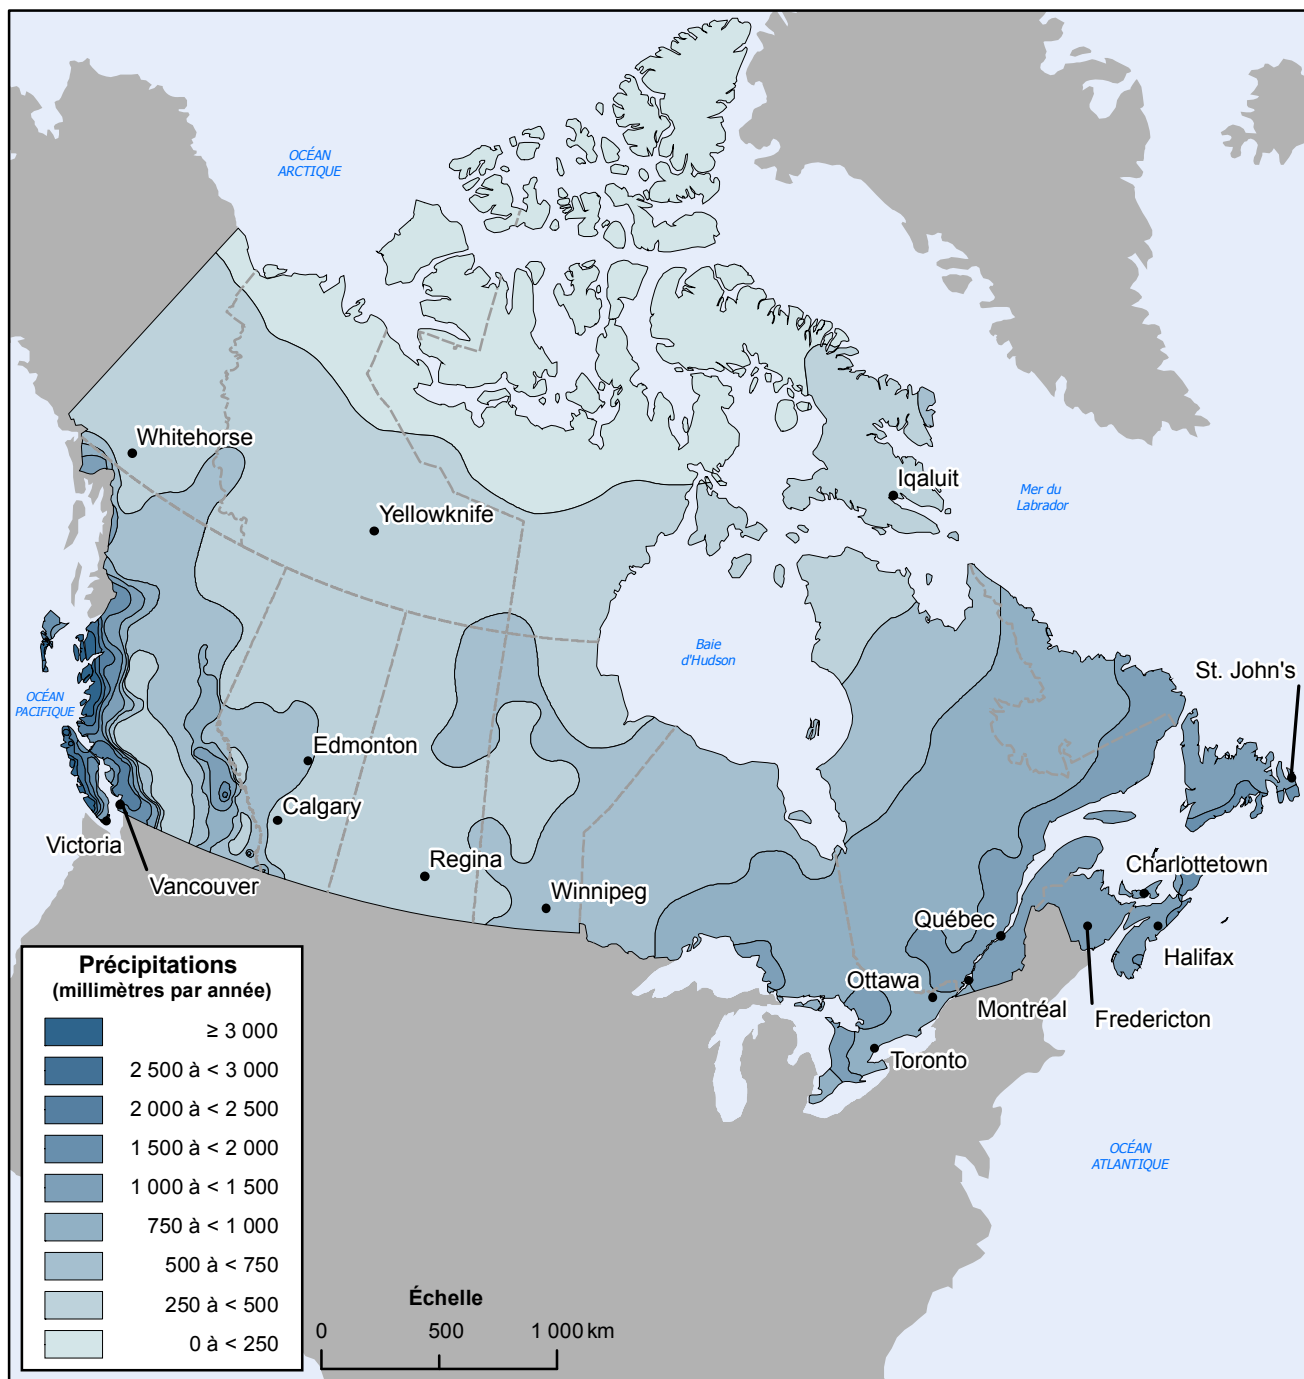 OCÉAN
ARCTIQUE
Whitehorse
Yellowknife
Iqaluit
Mer du
Labrador
Baie
d'Hudson
St. John's
OCÉAN
PACIFIQUE
Edmonton
Calgary
Victoria
Vancouver
Regina
Winnipeg
Charlottetown
Québec
Halifax
Ottawa
Montréal
Fredericton
Toronto
OCÉAN
ATLANTIQUE
Précipitations
(millimètres par année)
≥ 3 000
2 500 à < 3 000
2 000 à < 2 500
1 500 à < 2 000
1 000 à < 1 500
750 à < 1 000
500 à < 750
250 à < 500
0 à < 250
Échelle
0 500 1 000 km